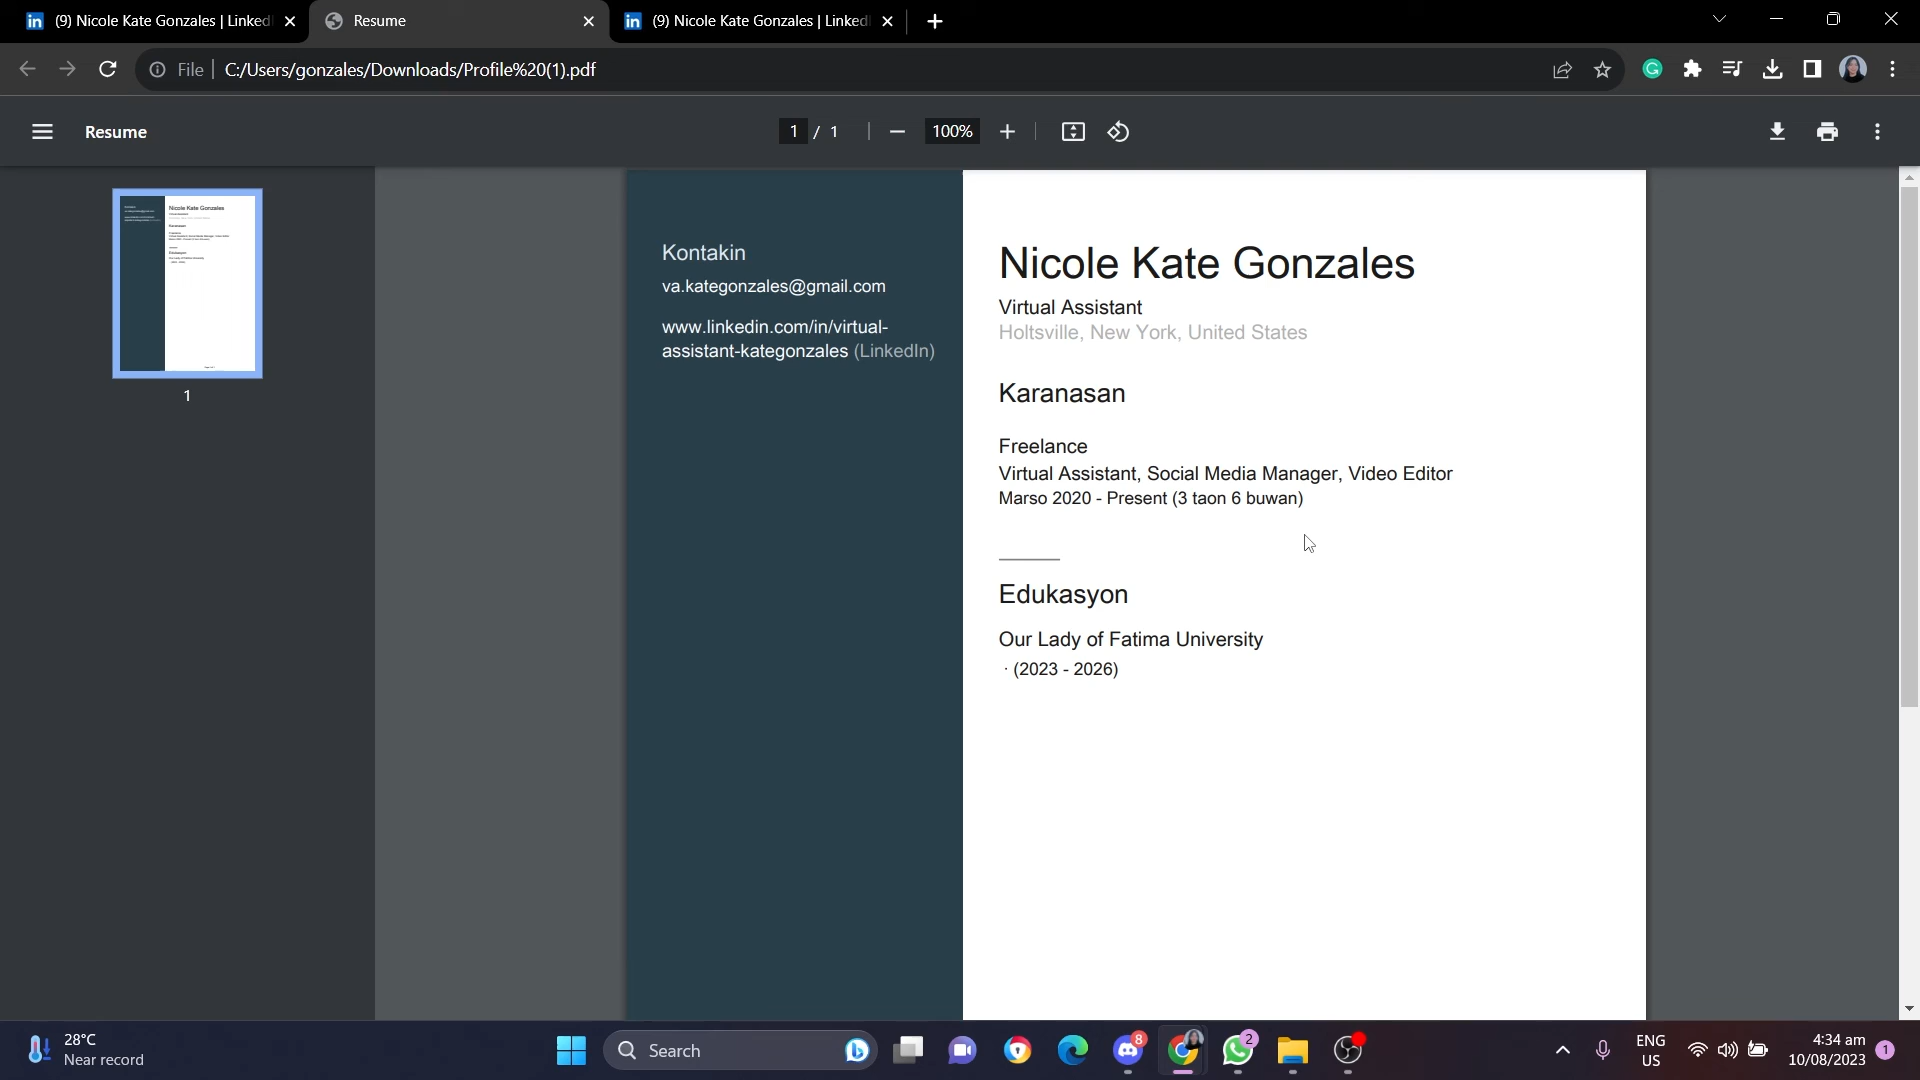 (9) Nicole Kate Gonzales | Linked
Resume
(9) Nicole Kate Gonzales | Linked
File
C:/Users/gonzales/Downloads/Profile%20(1).pdf
Resume
1 / 1
100%
Kontakin
va.kategonzales@gmail.com
www.linkedin.com/in/virtual-
assistant-kategonzales (LinkedIn)
Nicole Kate Gonzales
Virtual Assistant
Holtsville, New York, United States
Karanasan
Freelance
Virtual Assistant, Social Media Manager, Video Editor
Marso 2020 - Present (3 taon 6 buwan)
Edukasyon
Our Lady of Fatima University
· (2023 - 2026)
1
28°C
Near record
Search
8
2
ENG
US
4:34 am
10/08/2023
1